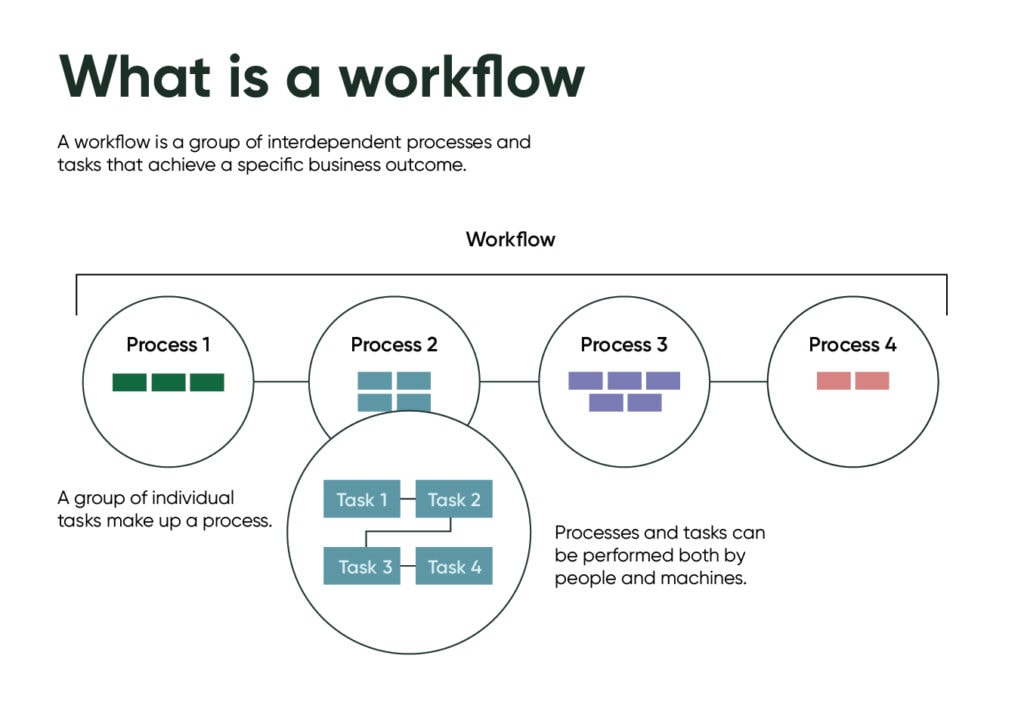 What is a workflow
A workflow is a group of interdependent processes and
tasks that achieve a specific business outcome.
Workflow
Process 1
Process 2
Process 3
Process 4
A group of individual
tasks make up a process.
Task 1
Task 2
Task 3
Task 4
Processes and tasks can
be performed both by
people and machines.